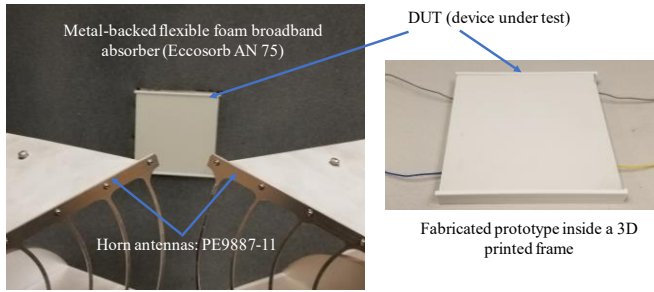 DUT (device under test)
Metal-backed flexible foam broadband
absorber (Eccosorb AN 75)
Horn antennas: PE9887-11
Fabricated prototype inside a 3D
printed frame